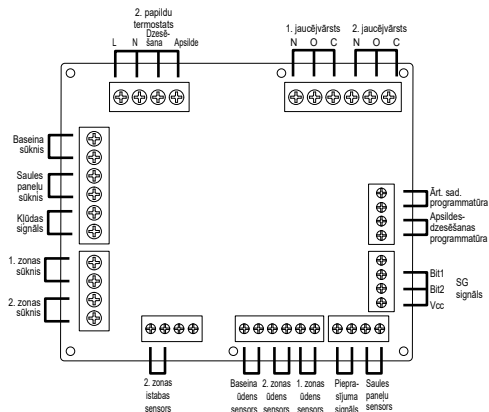 2. papildu
termostats
Dzesē-
šana
L N Apsilde
1. jaucējvārsts 2. jaucējvārsts
N O C N O C
Baseina
sūknis
Saules
paneļu
sūknis
Kļūdas
signāls
1. zonas
sūknis
2. zonas
sūknis
Ārt. sad.
programmatūra
Apsildes-
dzesēšanas
programmatūra
Bit1
Bit2
Vcc
SG
signāls
2. zonas
istabas
sensors
Baseina
ūdens
sensors
2. zonas
ūdens
sensors
1. zonas
ūdens
sensors
Piepra-
sījuma
signāls
Saules
paneļu
sensors